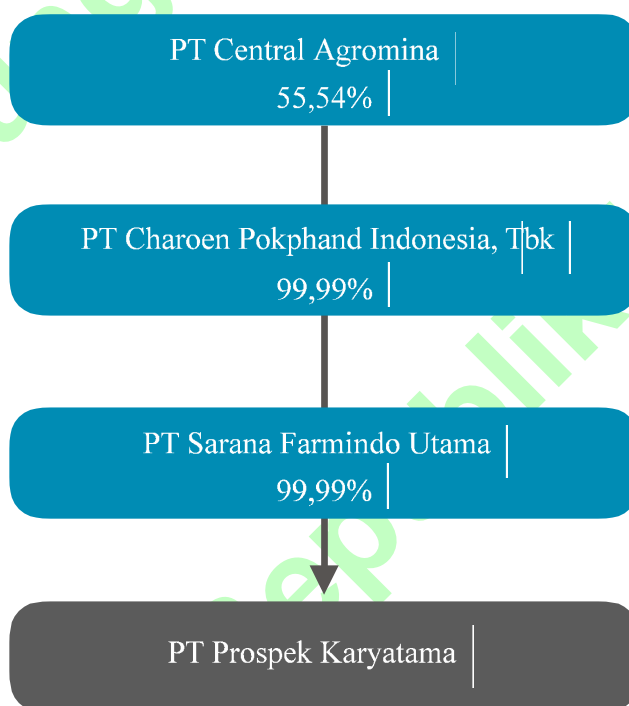 PT Central Agromina
55,54%
PT Charoen Pokphand Indonesia, Tbk
99,99%
PT Sarana Farmindo Utama
99,99%
PT Prospek Karyatama